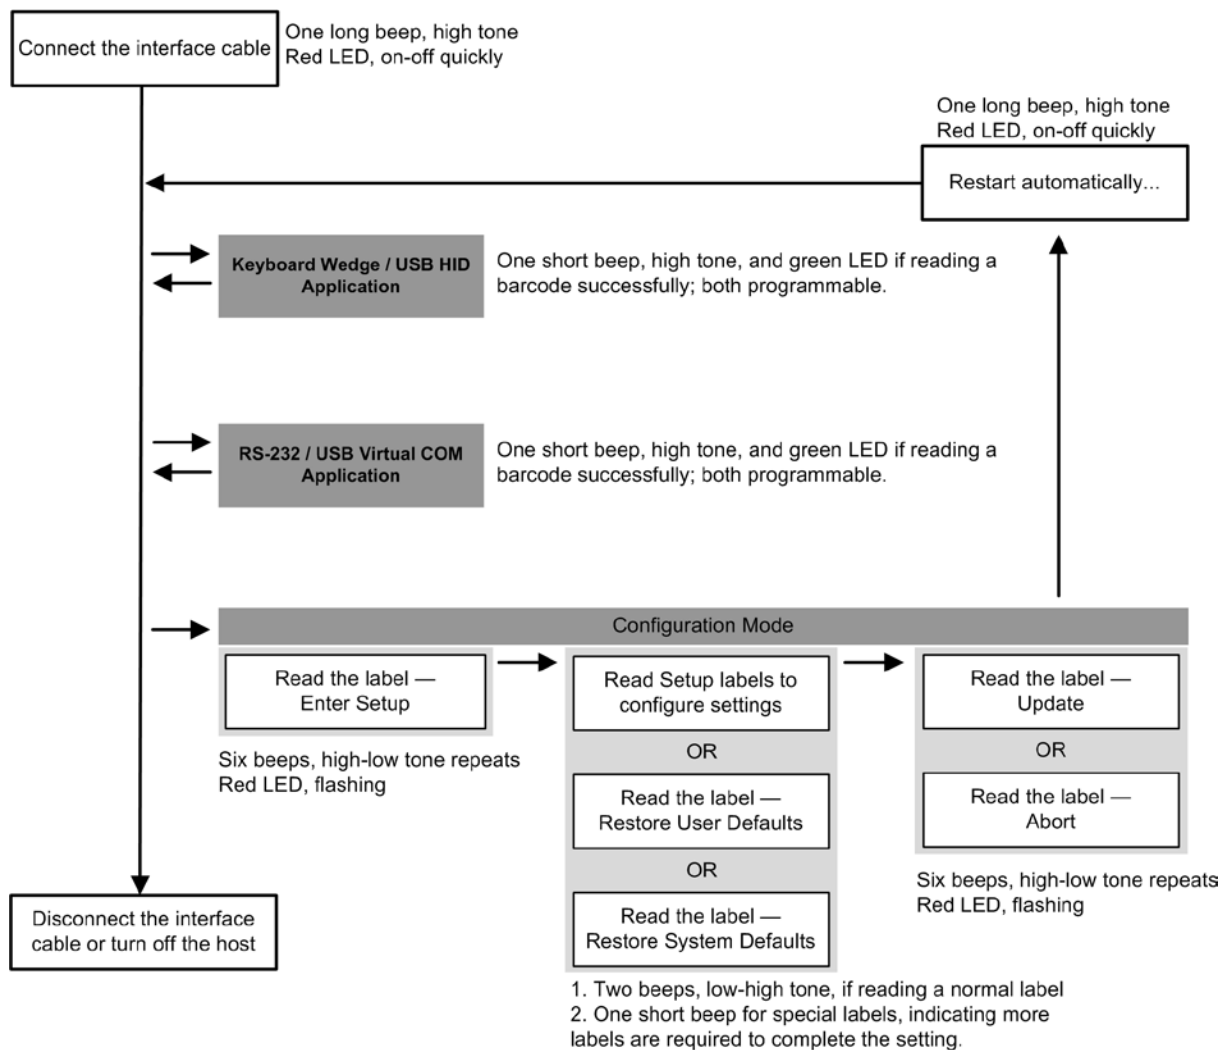 Connect the interface cable
One long beep, high tone
Red LED, on-off quickly
One long beep, high tone
Red LED, on-off quickly
Restart automatically...
Keyboard Wedge / USB HID
Application
One short beep, high tone, and green LED if reading a
barcode successfully; both programmable.
RS-232 / USB Virtual COM
Application
One short beep, high tone, and green LED if reading a
barcode successfully; both programmable.
Configuration Mode
Read the label —
Enter Setup
Six beeps, high-low tone repeats
Red LED, flashing
Read Setup labels to
configure settings
OR
Read the label —
Restore User Defaults
OR
Read the label —
Restore System Defaults
1. Two beeps, low-high tone, if reading a normal label
2. One short beep for special labels, indicating more
labels are required to complete the setting.
Read the label —
Update
OR
Read the label —
Abort
Six beeps, high-low tone repeats
Red LED, flashing
Disconnect the interface
cable or turn off the host